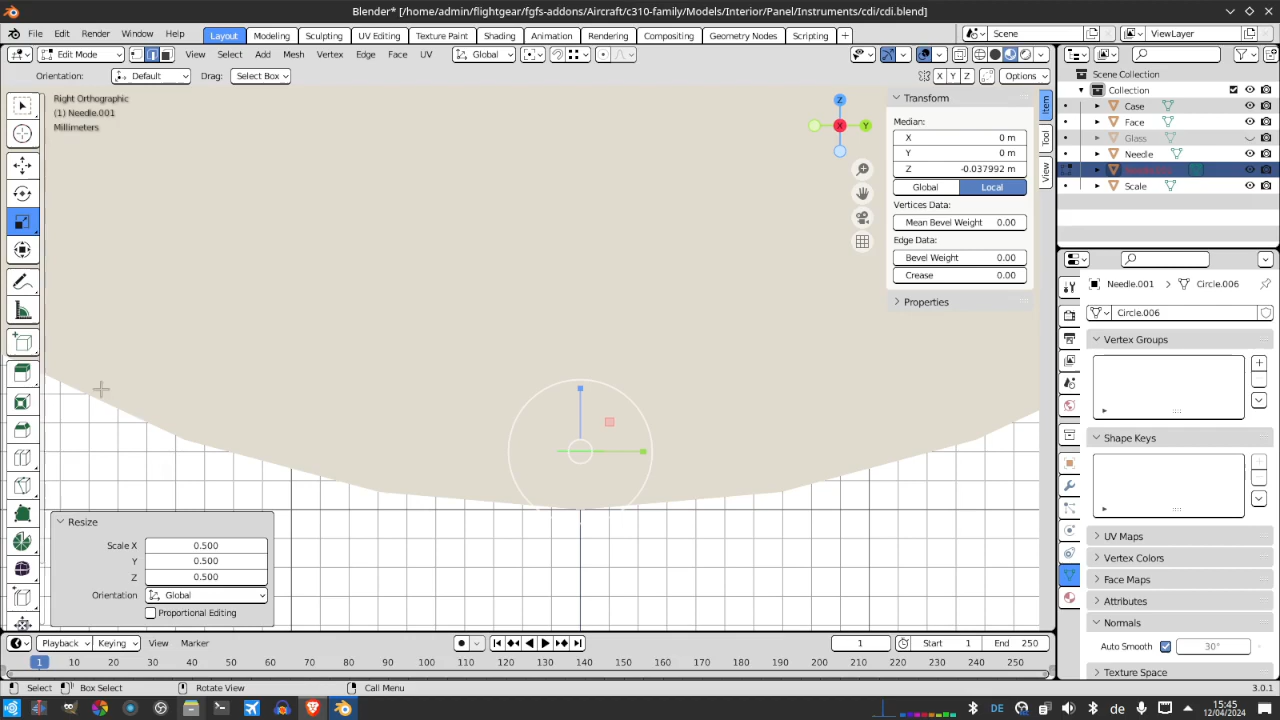 Blender* [/home/admin/flightgear/fgfs-addons/Aircraft/c310-family/Models/Interior/Panel/Instruments/cdi/cdi.blend]
File Edit Render Window Help Layout Modeling Sculpting UV Editing Texture Paint Shading Animation Rendering Compositing Geometry Nodes Scripting + Scene ViewLayer
Edit Mode View Select Add Mesh Vertex Edge Face UV Global
Orientation: Default Drag: Select Box X Y Z Options
Right Orthographic
(1) Needle.001
Millimeters
Z
X
Y
Transform
Median:
X 0 m
Y 0 m
Z -0.037992 m
Global Local
Vertices Data:
Mean Bevel Weight 0.00
Edge Data:
Bevel Weight 0.00
Crease 0.00
Properties
Item
Tool
View
Scene Collection
Collection
Case
Face
Glass
Needle
Scale
Needle.001 Circle.006
Circle.006
Vertex Groups
Shape Keys
UV Maps
Vertex Colors
Face Maps
Attributes
Normals
Auto Smooth 30°
Texture Space
Resize
Scale X 0.500
Y 0.500
Z 0.500
Orientation Global
Proportional Editing
Playback Keying View Marker 1 Start 1 End 250
1 10 20 30 40 50 60 70 80 90 100 110 120 130 140 150 160 170 180 190 200 210 220 230 240 250
Select Box Select Rotate View Call Menu 3.0.1
de 15:45
12/04/2024